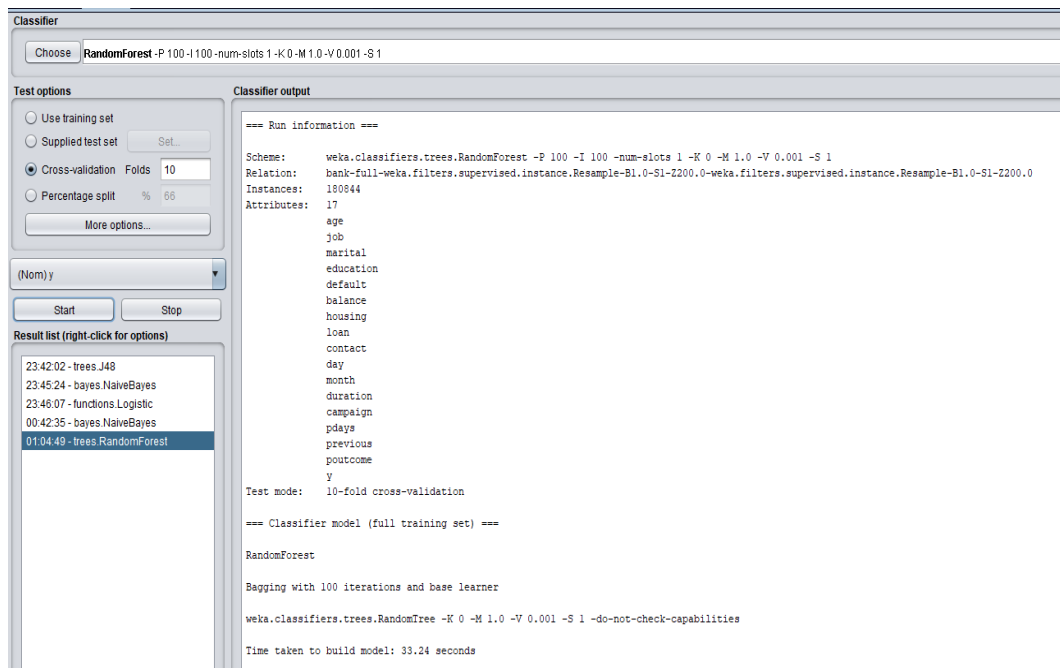 Classifier
Choose RandomForest -P 100 -I 100 -num-slots 1 -K 0 -M 1.0 -V 0.001 -S 1
Test options
Use training set
Supplied test set Set...
Cross-validation Folds 10
Percentage split % 66
More options...
(Nom) y
Start Stop
Result list (right-click for options)
23:42:02 - trees.J48
23:45:24 - bayes.NaiveBayes
23:46:07 - functions.Logistic
00:42:35 - bayes.NaiveBayes
01:04:49 - trees.RandomForest
Classifier output
=== Run information ===
Scheme: weka.classifiers.trees.RandomForest -P 100 -I 100 -num-slots 1 -K 0 -M 1.0 -V 0.001 -S 1
Relation: bank-full-weka.filters.supervised.instance.Resample-B1.0-S1-Z200.0-weka.filters.supervised.instance.Resample-B1.0-S1-Z200.0
Instances: 180844
Attributes: 17
age
job
marital
education
default
balance
housing
loan
contact
day
month
duration
campaign
pdays
previous
poutcome
y
Test mode: 10-fold cross-validation
=== Classifier model (full training set) ===
RandomForest
Bagging with 100 iterations and base learner
weka.classifiers.trees.RandomTree -K 0 -M 1.0 -V 0.001 -S 1 -do-not-check-capabilities
Time taken to build model: 33.24 seconds